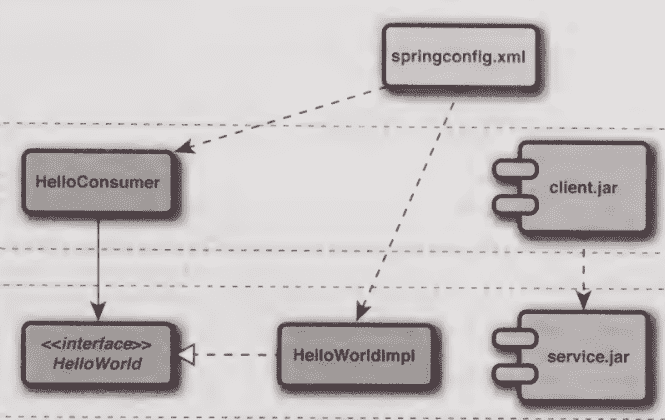 springconfig.xml
HelloConsumer
client.jar
<<interface>>
HelloWorld
HelloWorldImpl
service.jar